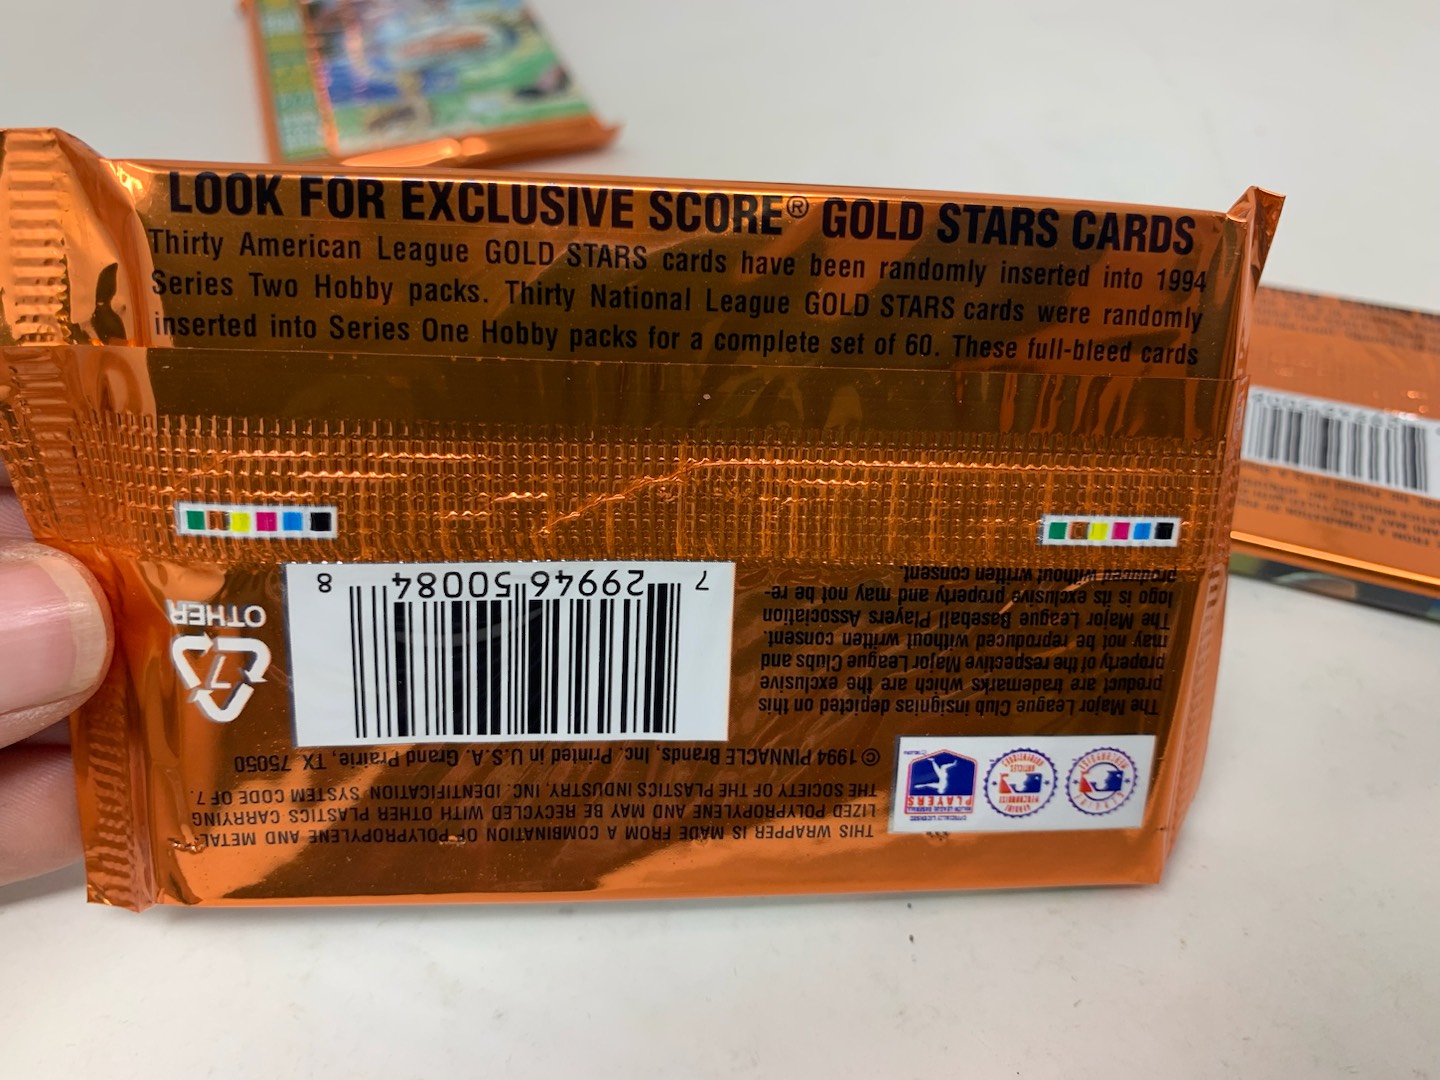 LOOK FOR EXCLUSIVE SCORE® GOLD STARS CARDS
Thirty American League GOLD STARS cards have been randomly inserted into 1994
Series Two Hobby packs. Thirty National League GOLD STARS cards were randomly
inserted into Series One Hobby packs for a complete set of 60. These full-bleed cards
THIS WRAPPER IS MADE FROM A COMBINATION OF POLYPROPYLENE AND METAL-
LIZED POLYPROPYLENE AND MAY BE RECYCLED WITH OTHER PLASTICS CARRYING
THE SOCIETY OF THE PLASTICS INDUSTRY, INC. IDENTIFICATION SYSTEM CODE OF 7.
© 1994 PINNACLE Brands, Inc. Printed in U.S.A. Grand Prairie, TX 75050
OFFICIALLY LICENSED
MAJOR LEAGUE BASEBALL
PLAYERS
The Major League Club insignias depicted on this
product are trademarks which are the exclusive
property of the respective Major League Clubs and
may not be reproduced without written consent.
The Major League Baseball Players Association
logo is its exclusive property and may not be re-
produced without written consent.
7 29946 50084 8
7
OTHER